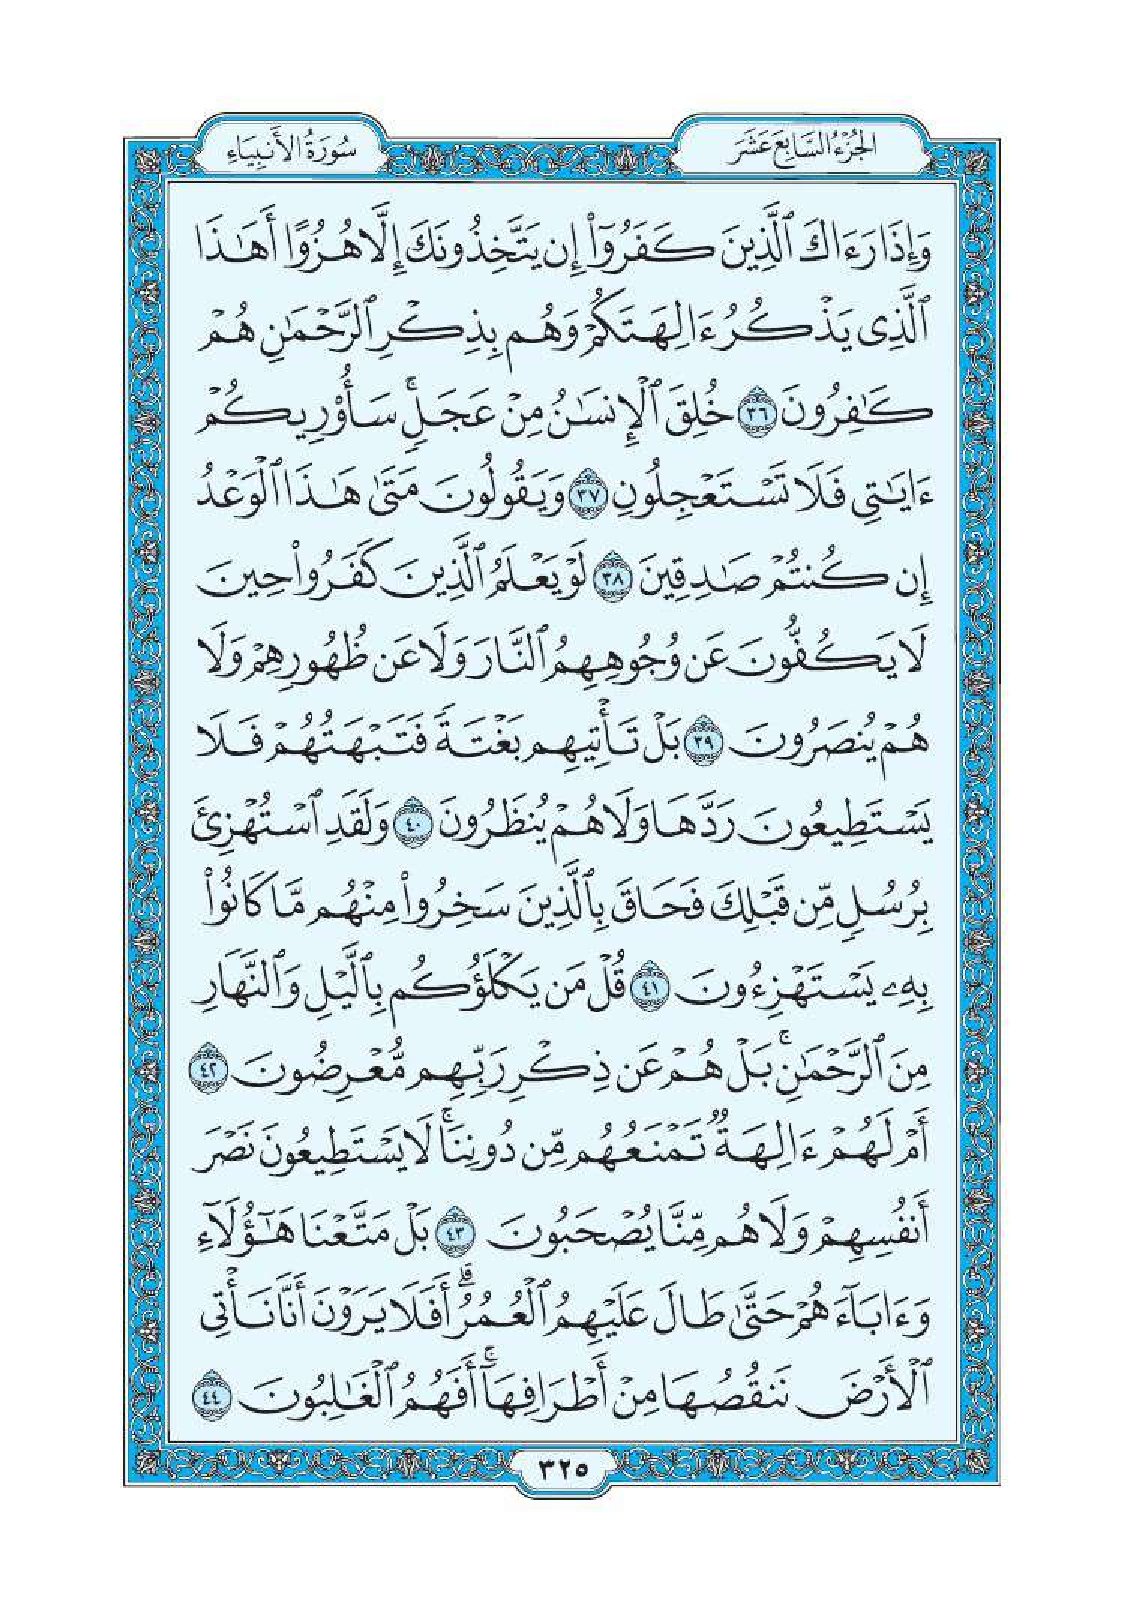 الجُزْءُ السَّابِعَ عَشَرَ
سُورَةُ الأَنبِيَاءِ
وَإِذَا رَءَاكَ ٱلَّذِينَ كَفَرُوٓا۟ إِن يَتَّخِذُونَكَ إِلَّا هُزُوًا أَهَـٰذَا
ٱلَّذِى يَذْكُرُ ءَالِهَتَكُمْ وَهُم بِذِكْرِ ٱلرَّحْمَـٰنِ هُمْ
كَـٰفِرُونَ ٣٦ خُلِقَ ٱلْإِنسَـٰنُ مِنْ عَجَلٍ ۚ سَأُو۟رِيكُمْ
ءَايَـٰتِى فَلَا تَسْتَعْجِلُونِ ٣٧ وَيَقُولُونَ مَتَىٰ هَـٰذَا ٱلْوَعْدُ
إِن كُنتُمْ صَـٰدِقِينَ ٣٨ لَوْ يَعْلَمُ ٱلَّذِينَ كَفَرُوا۟ حِينَ
لَا يَكُفُّونَ عَن وُجُوهِهِمُ ٱلنَّارَ وَلَا عَن ظُهُورِهِمْ وَلَا
هُمْ يُنصَرُونَ ٣٩ بَلْ تَأْتِيهِم بَغْتَةً فَتَبْهَتُهُمْ فَلَا
يَسْتَطِيعُونَ رَدَّهَا وَلَا هُمْ يُنظَرُونَ ٤٠ وَلَقَدِ ٱسْتُهْزِئَ
بِرُسُلٍ مِّن قَبْلِكَ فَحَاقَ بِٱلَّذِينَ سَخِرُوا۟ مِنْهُم مَّا كَانُوا۟
بِهِۦ يَسْتَهْزِءُونَ ٤١ قُلْ مَن يَكْلَؤُكُم بِٱلَّيْلِ وَٱلنَّهَارِ
مِنَ ٱلرَّحْمَـٰنِ ۚ بَلْ هُمْ عَن ذِكْرِ رَبِّهِم مُّعْرِضُونَ ٤٢
أَمْ لَهُمْ ءَالِهَةٌ تَمْنَعُهُم مِّن دُونِنَا ۚ لَا يَسْتَطِيعُونَ نَصْرَ
أَنفُسِهِمْ وَلَا هُم مِّنَّا يُصْحَبُونَ ٤٣ بَلْ مَتَّعْنَا هَـٰٓؤُلَآءِ
وَءَابَآءَهُمْ حَتَّىٰ طَالَ عَلَيْهِمُ ٱلْعُمُرُ ۗ أَفَلَا يَرَوْنَ أَنَّا نَأْتِى
ٱلْأَرْضَ نَنقُصُهَا مِنْ أَطْرَافِهَآ ۚ أَفَهُمُ ٱلْغَـٰلِبُونَ ٤٤
٣٢٥